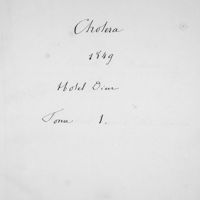 Cholera
1849
Hotel Dieu
Tome 1.